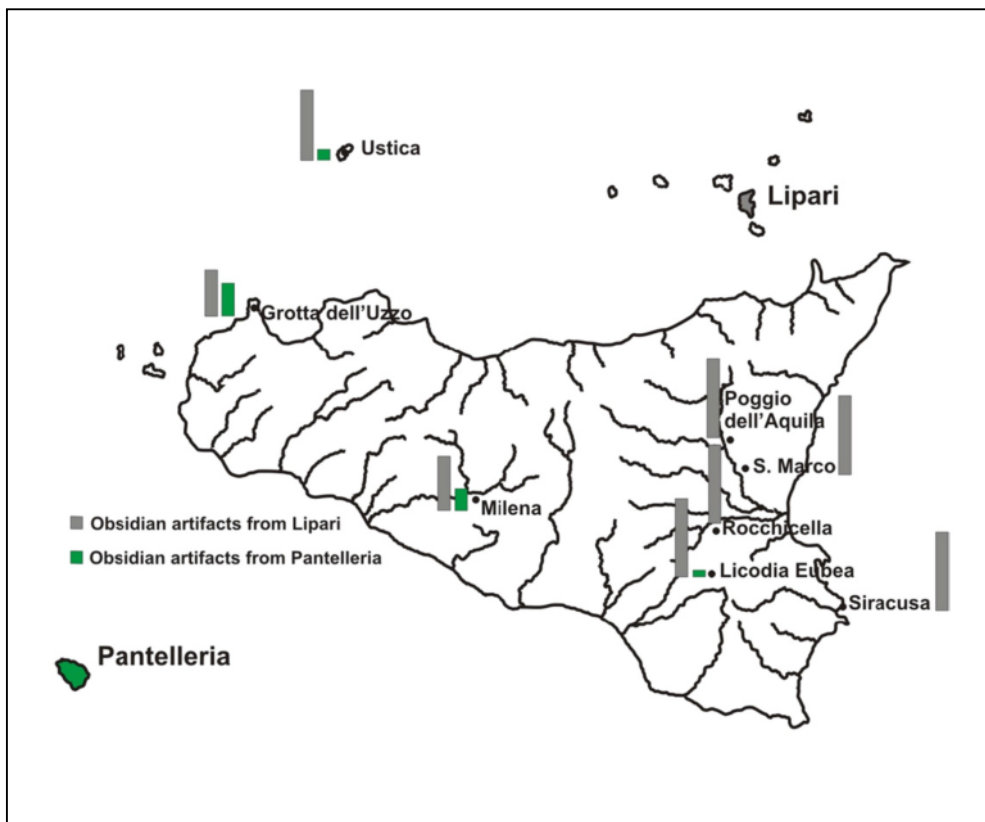 Ustica
Lipari
Grotta dell'Uzzo
Poggio
dell'Aquila
S. Marco
Milena
Rocchicella
Obsidian artifacts from Lipari
Obsidian artifacts from Pantelleria
Licodia Eubea
Siracusa
Pantelleria